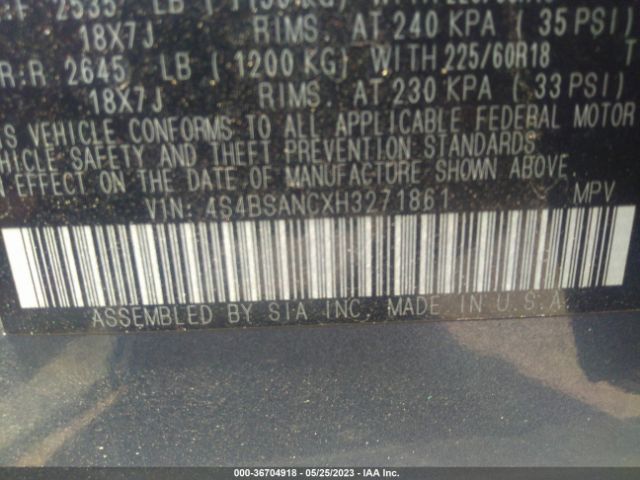 2535 LB
18X7J RIMS. AT 240 KPA ( 35 PSI)
R:R 2645 LB ( 1200 KG) WITH 225/60R18 T
18X7J RIMS. AT 230 KPA ( 33 PSI)
VEHICLE CONFORMS TO ALL APPLICABLE FEDERAL MOTOR
HICLE SAFETY AND THEFT PREVENTION STANDARDS
EFFECT ON THE DATE OF MANUFACTURE SHOWN ABOVE.
VIN: 4S4BSANCXH3271861 MPV
ASSEMBLED BY SIA INC. MADE IN U.S.A.
000-36704918 - 05/25/2023 - IAA Inc.